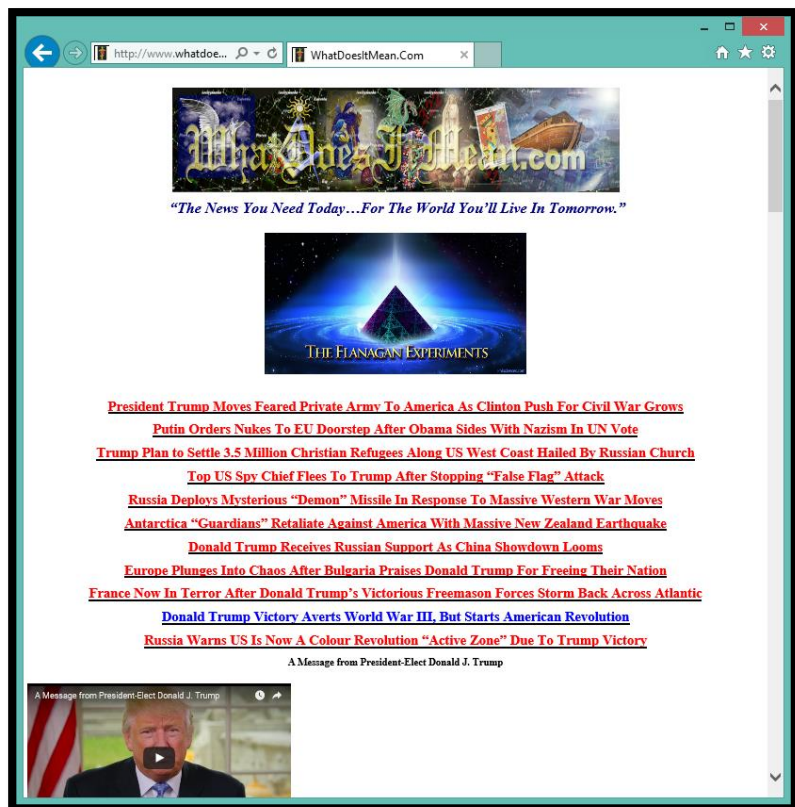 http://www.whatdoe...
WhatDoesItMean.Com
WhatDoesItMean.com
“The News You Need Today…For The World You’ll Live In Tomorrow.”
THE FLANAGAN EXPERIMENTS
President Trump Moves Feared Private Army To America As Clinton Push For Civil War Grows
Putin Orders Nukes To EU Doorstep After Obama Sides With Nazism In UN Vote
Trump Plan to Settle 3.5 Million Christian Refugees Along US West Coast Hailed By Russian Church
Top US Spy Chief Flees To Trump After Stopping “False Flag” Attack
Russia Deploys Mysterious “Demon” Missile In Response To Massive Western War Moves
Antarctica “Guardians” Retaliate Against America With Massive New Zealand Earthquake
Donald Trump Receives Russian Support As China Showdown Looms
Europe Plunges Into Chaos After Bulgaria Praises Donald Trump For Freeing Their Nation
France Now In Terror After Donald Trump’s Victorious Freemason Forces Storm Back Across Atlantic
Donald Trump Victory Averts World War III, But Starts American Revolution
Russia Warns US Is Now A Colour Revolution “Active Zone” Due To Trump Victory
A Message from President-Elect Donald J. Trump
A Message from President-Elect Donald J. Trump